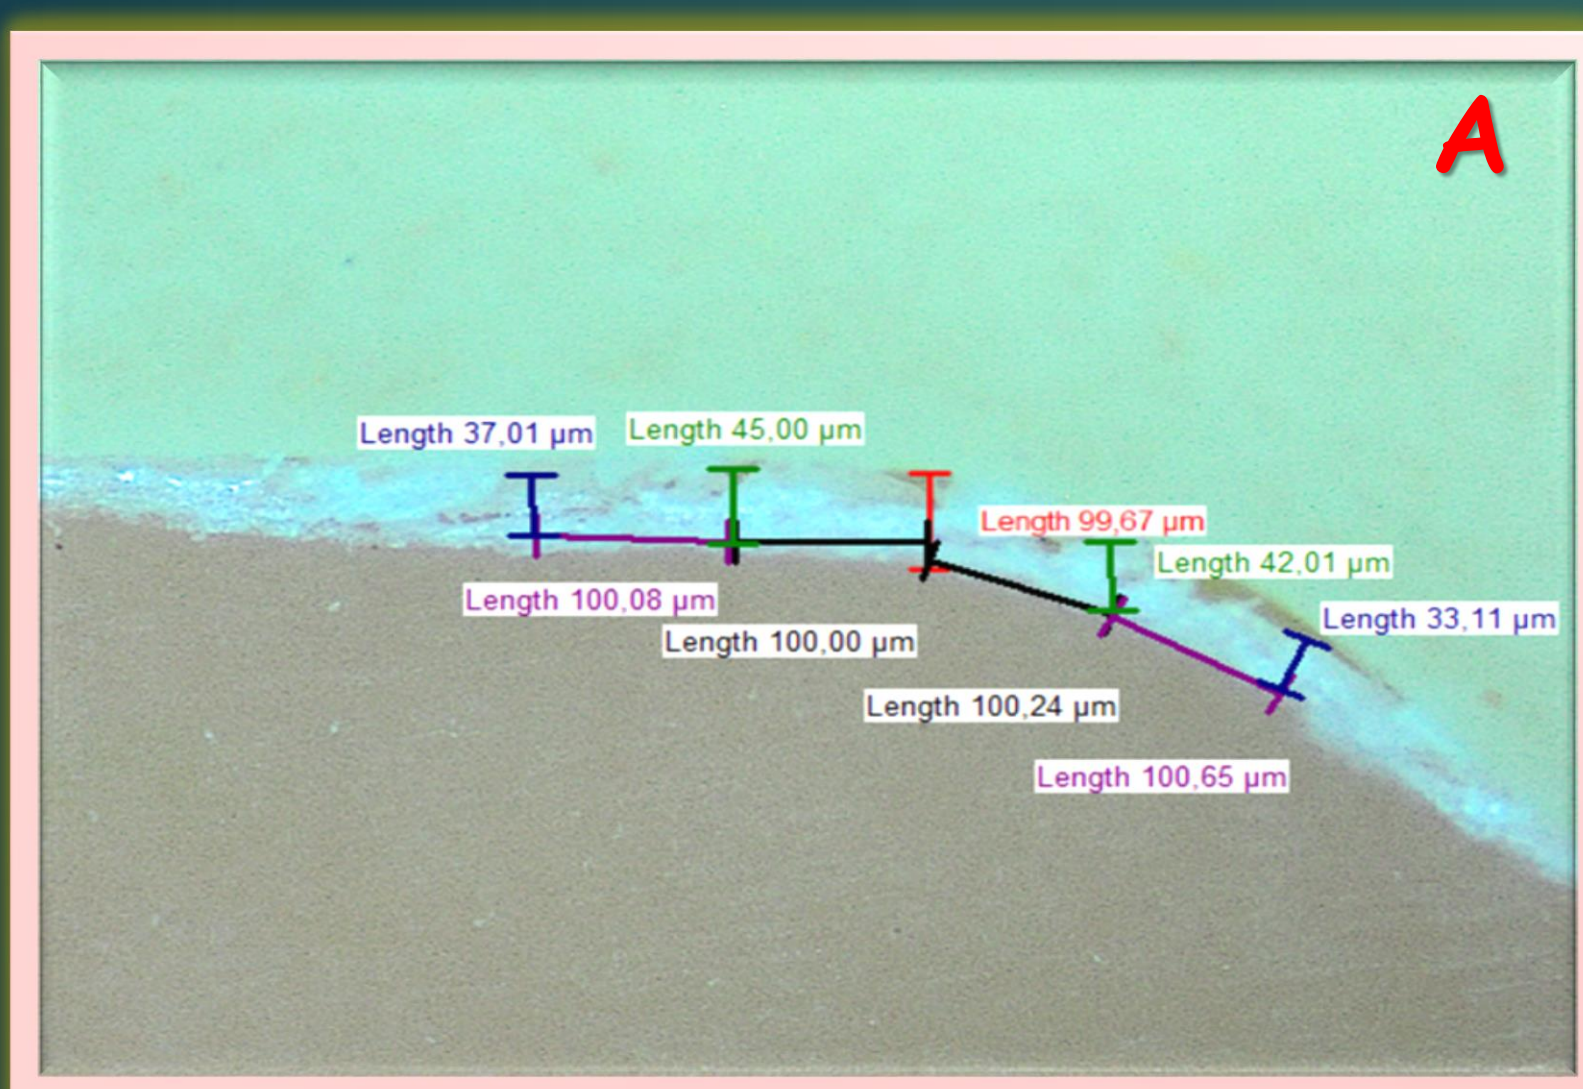 A
Length 37,01 µm
Length 45,00 µm
Length 99,67 µm
Length 42,01 µm
Length 100,08 µm
Length 33,11 µm
Length 100,00 µm
Length 100,24 µm
Length 100,65 µm